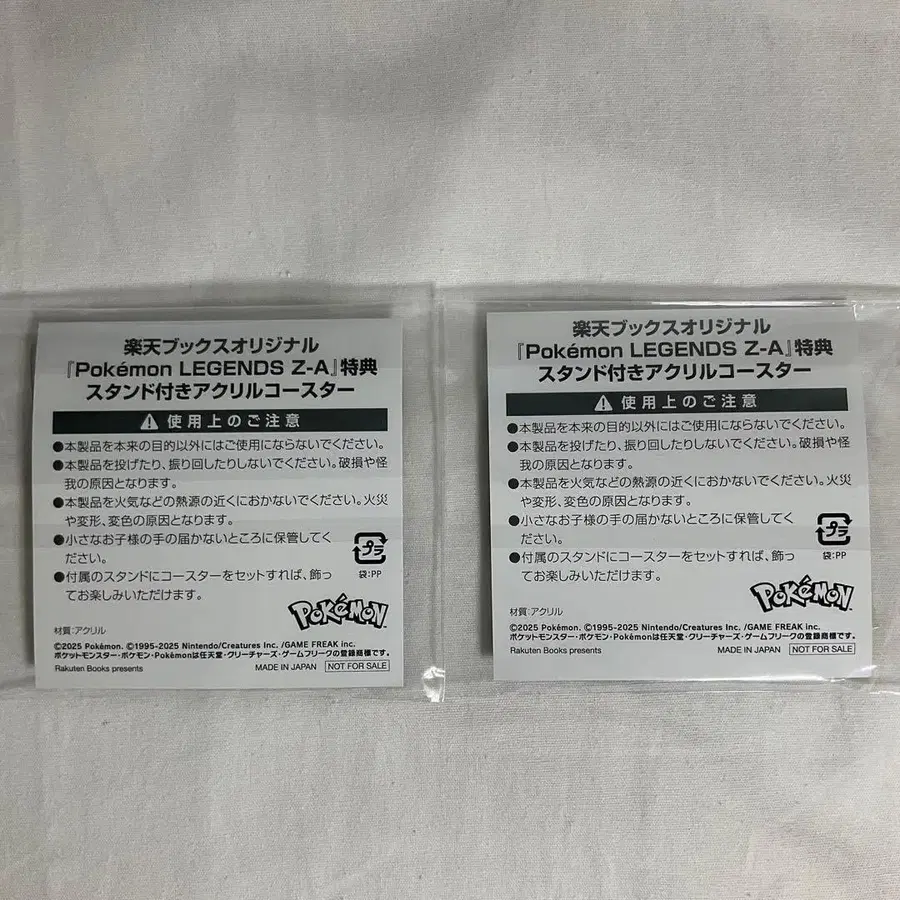 楽天ブックスオリジナル
『Pokémon LEGENDS Z-A』特典
スタンド付きアクリルコースター
使用上のご注意
●本製品を本来の目的以外にはご使用にならないでください。
●本製品を投げたり、振り回したりしないでください。破損や怪
我の原因となります。
●本製品を火気などの熱源の近くにおかないでください。火災
や変形、変色の原因となります。
●小さなお子様の手の届かないところに保管してく
ださい。
●付属のスタンドにコースターをセットすれば、飾っ
てお楽しみいただけます。
プラ
袋:PP
POKéMON
材質:アクリル
©2025 Pokémon. ©1995-2025 Nintendo/Creatures Inc. /GAME FREAK inc.
ポケットモンスター・ポケモン・Pokémonは任天堂・クリーチャーズ・ゲームフリークの登録商標です。
Rakuten Books presents MADE IN JAPAN NOT FOR SALE
楽天ブックスオリジナル
『Pokémon LEGENDS Z-A』特典
スタンド付きアクリルコースター
使用上のご注意
●本製品を本来の目的以外にはご使用にならないでください。
●本製品を投げたり、振り回したりしないでください。破損や怪
我の原因となります。
●本製品を火気などの熱源の近くにおかないでください。火災
や変形、変色の原因となります。
●小さなお子様の手の届かないところに保管してく
ださい。
●付属のスタンドにコースターをセットすれば、飾っ
てお楽しみいただけます。
プラ
袋:PP
POKéMON
材質:アクリル
©2025 Pokémon. ©1995-2025 Nintendo/Creatures Inc. /GAME FREAK inc.
ポケットモンスター・ポケモン・Pokémonは任天堂・クリーチャーズ・ゲームフリークの登録商標です。
Rakuten Books presents MADE IN JAPAN NOT FOR SALE